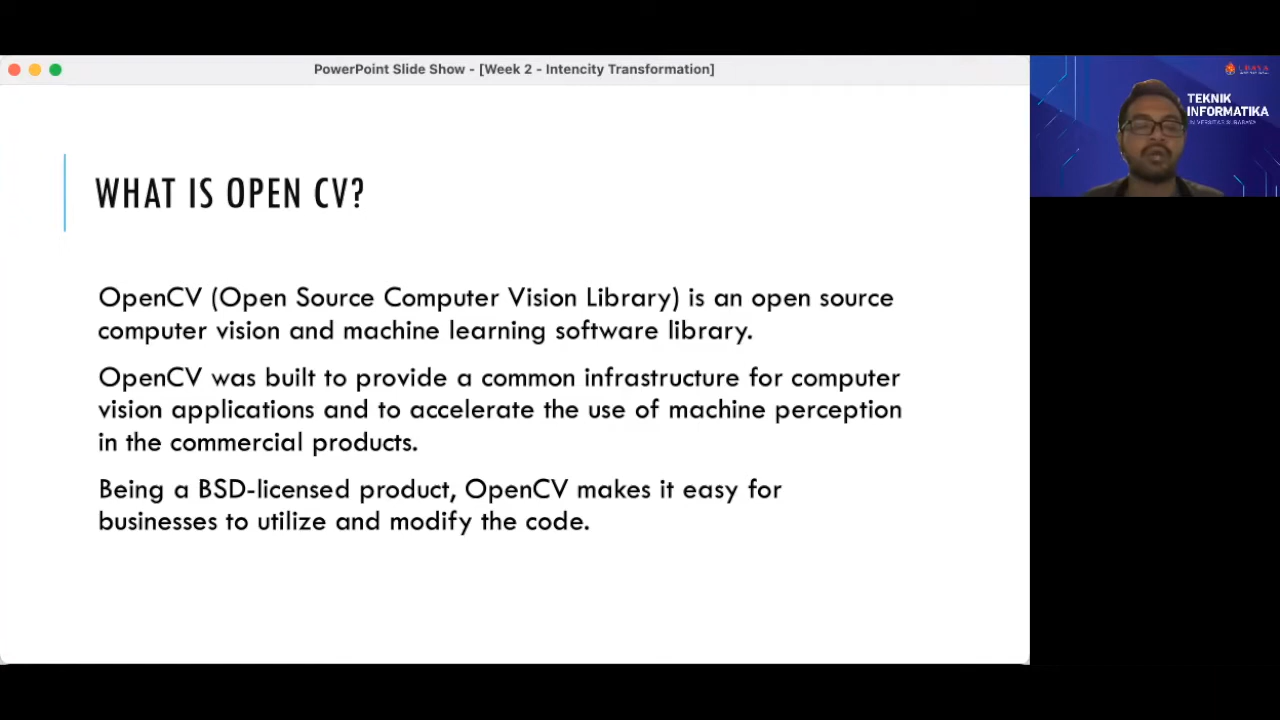 PowerPoint Slide Show - [Week 2 - Intencity Transformation]
WHAT IS OPEN CV?
OpenCV (Open Source Computer Vision Library) is an open source
computer vision and machine learning software library.
OpenCV was built to provide a common infrastructure for computer
vision applications and to accelerate the use of machine perception
in the commercial products.
Being a BSD-licensed product, OpenCV makes it easy for
businesses to utilize and modify the code.
UBAYA
TEKNIK
INFORMATIKA